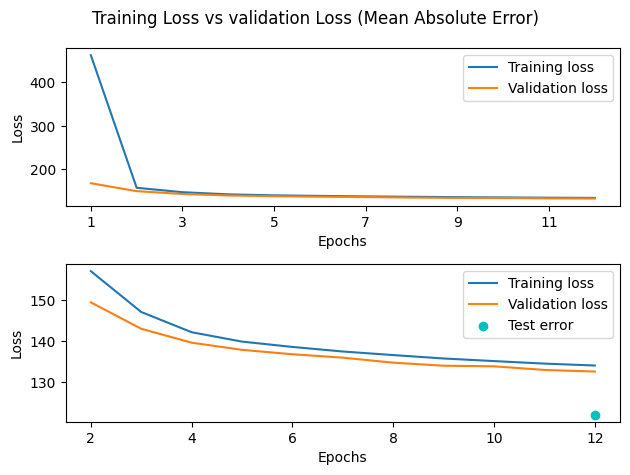 Training Loss vs validation Loss (Mean Absolute Error)
400
300
200
Loss
Training loss
Validation loss
1 3 5 7 9 11
Epochs
150
140
130
Loss
Training loss
Validation loss
Test error
2 4 6 8 10 12
Epochs